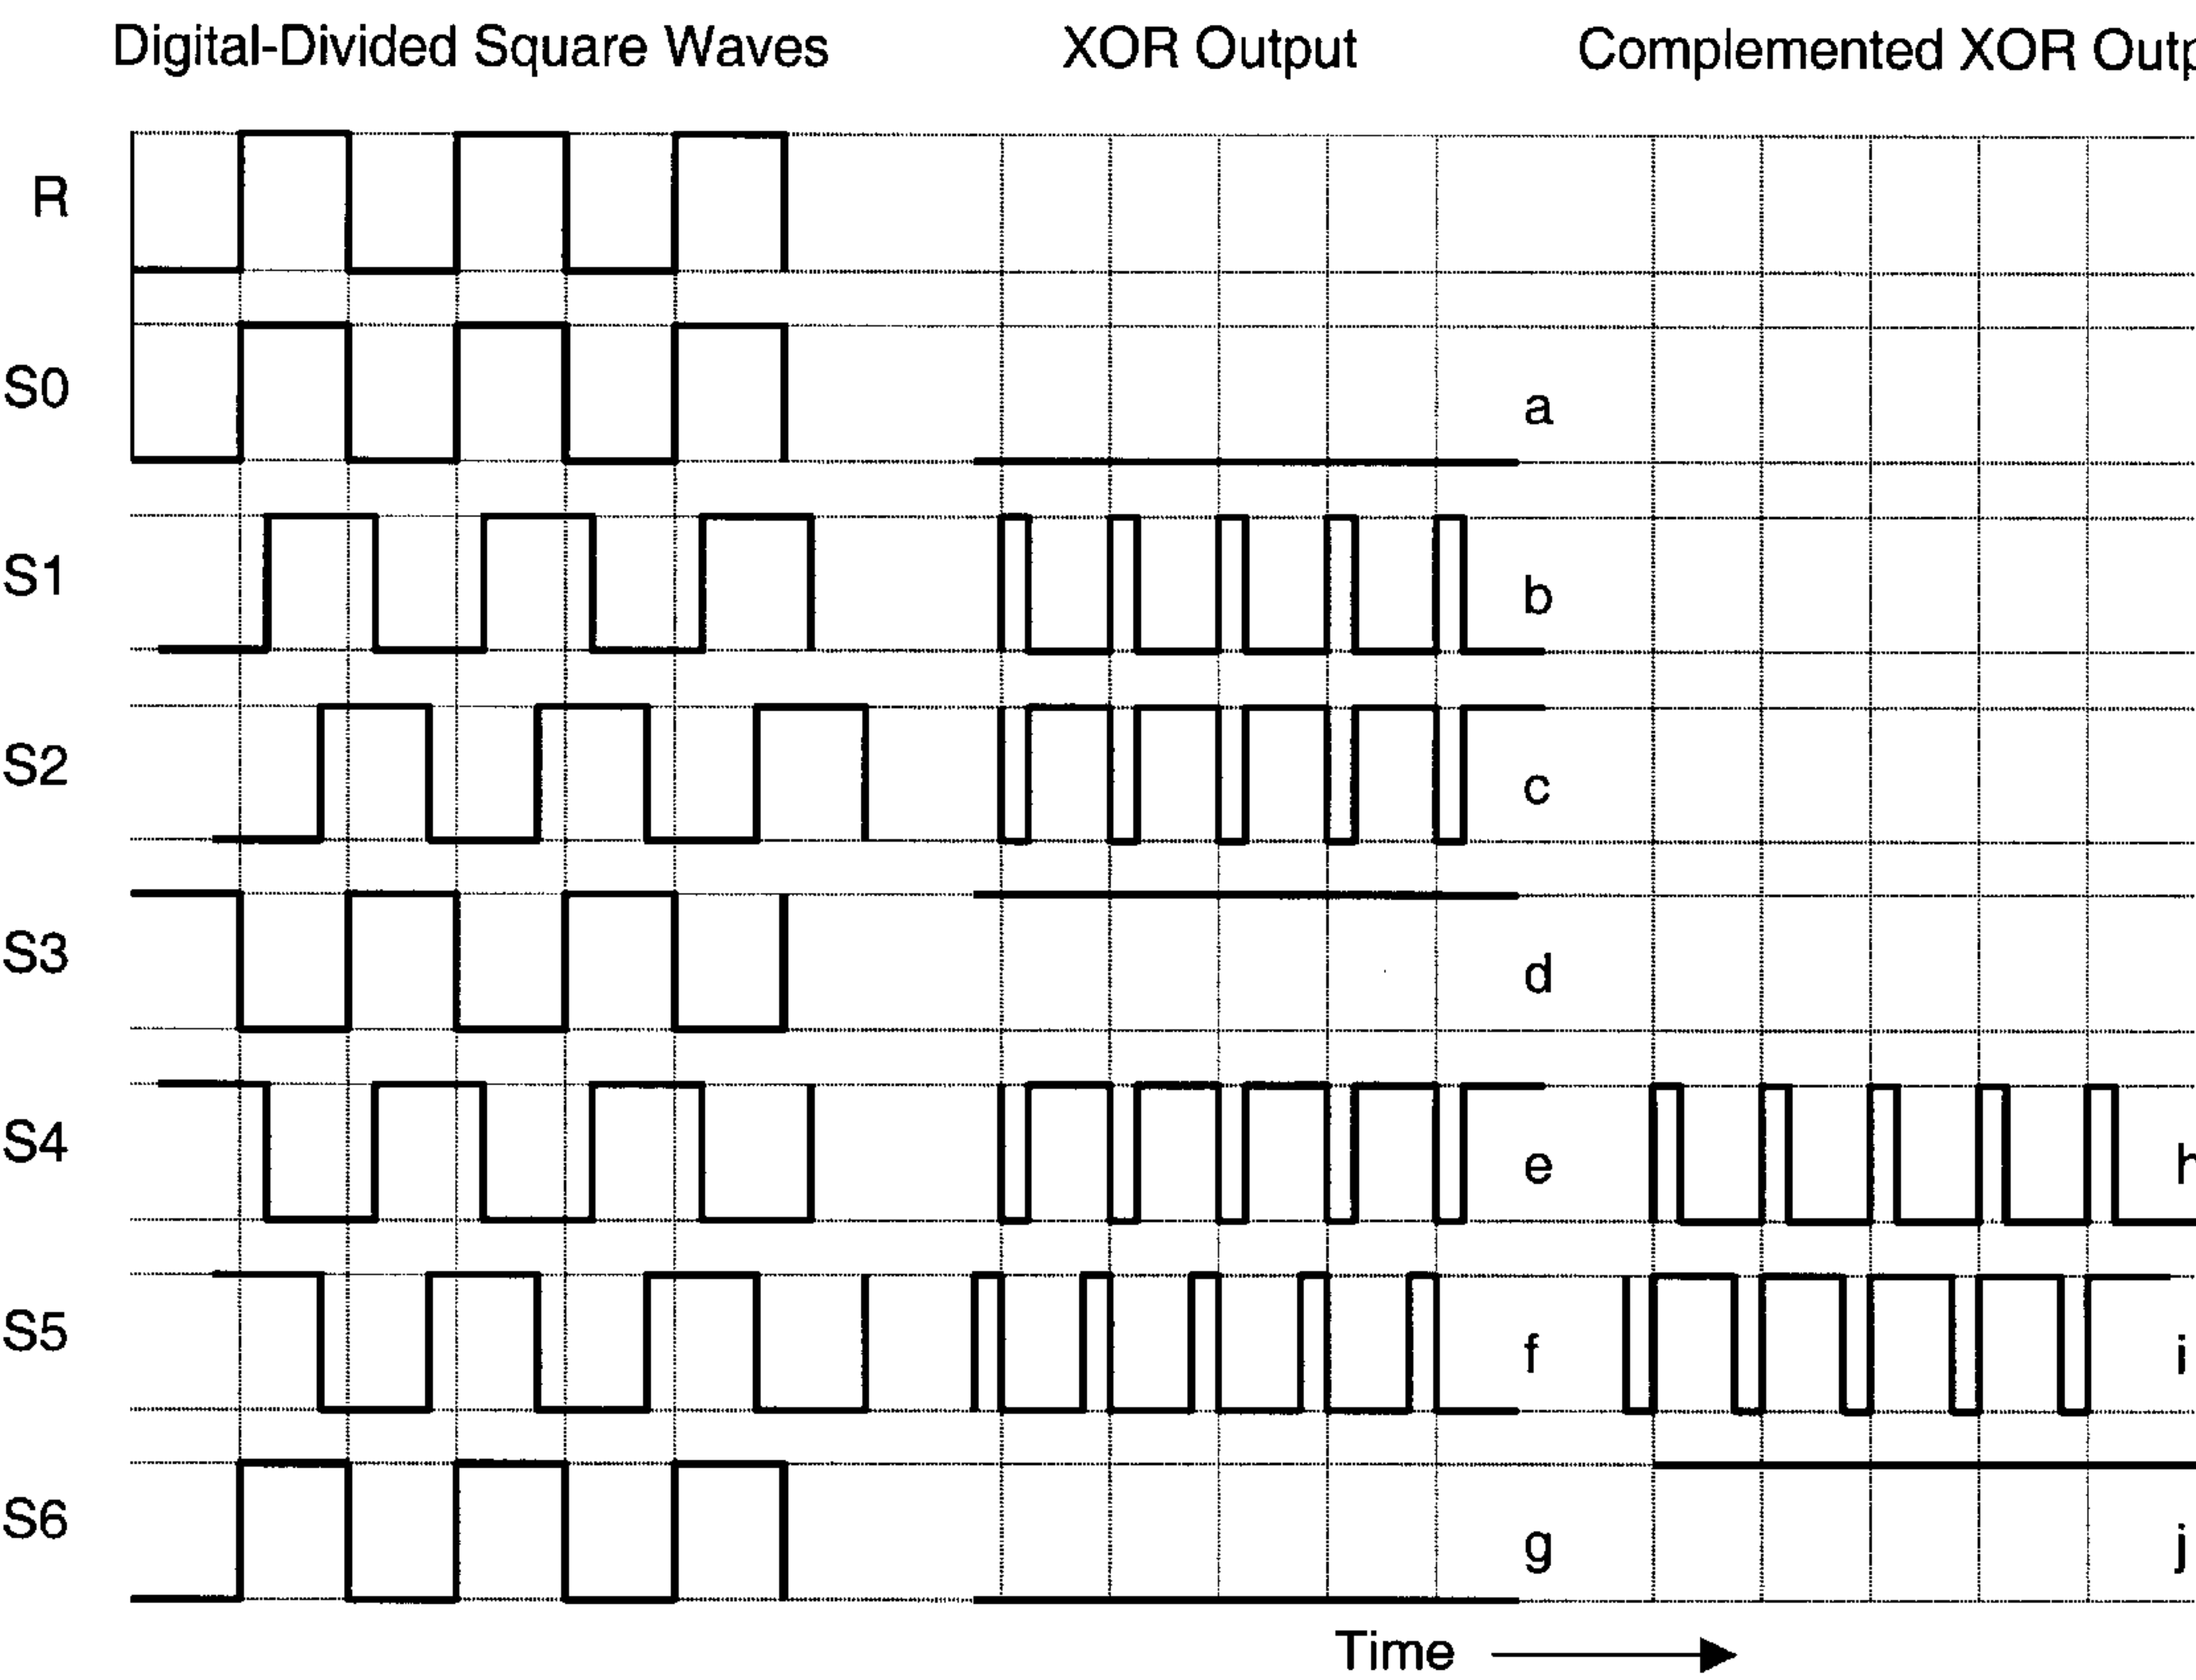 Digital-Divided Square Waves XOR Output Complemented XOR Outp
R
S0
a
S1
b
S2
c
S3
d
S4
e
h
S5
f
i
S6
g
j
Time